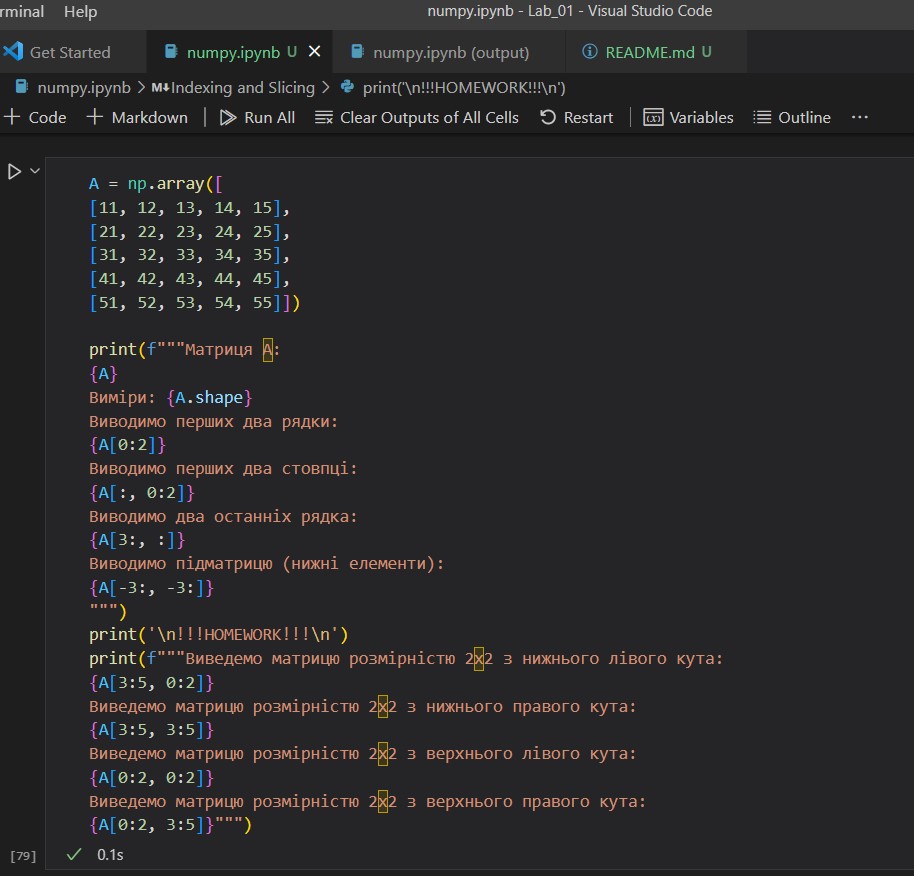 rminal Help numpy.ipynb - Lab_01 - Visual Studio Code
Get Started numpy.ipynb U numpy.ipynb (output) README.md U
numpy.ipynb > M↓Indexing and Slicing > print('\n!!!HOMEWORK!!!\n')
+ Code + Markdown | Run All Clear Outputs of All Cells Restart | Variables Outline ...
A = np.array([
[11, 12, 13, 14, 15],
[21, 22, 23, 24, 25],
[31, 32, 33, 34, 35],
[41, 42, 43, 44, 45],
[51, 52, 53, 54, 55]])
print(f"""Матриця А:
{A}
Виміри: {A.shape}
Виводимо перших два рядки:
{A[0:2]}
Виводимо перших два стовпці:
{A[:, 0:2]}
Виводимо два останніх рядка:
{A[3:, :]}
Виводимо підматрицю (нижні елементи):
{A[-3:, -3:]}
""")
print('\n!!!HOMEWORK!!!\n')
print(f"""Виведемо матрицю розмірністю 2х2 з нижнього лівого кута:
{A[3:5, 0:2]}
Виведемо матрицю розмірністю 2х2 з нижнього правого кута:
{A[3:5, 3:5]}
Виведемо матрицю розмірністю 2х2 з верхнього лівого кута:
{A[0:2, 0:2]}
Виведемо матрицю розмірністю 2х2 з верхнього правого кута:
{A[0:2, 3:5]}""")
[79] ✓ 0.1s